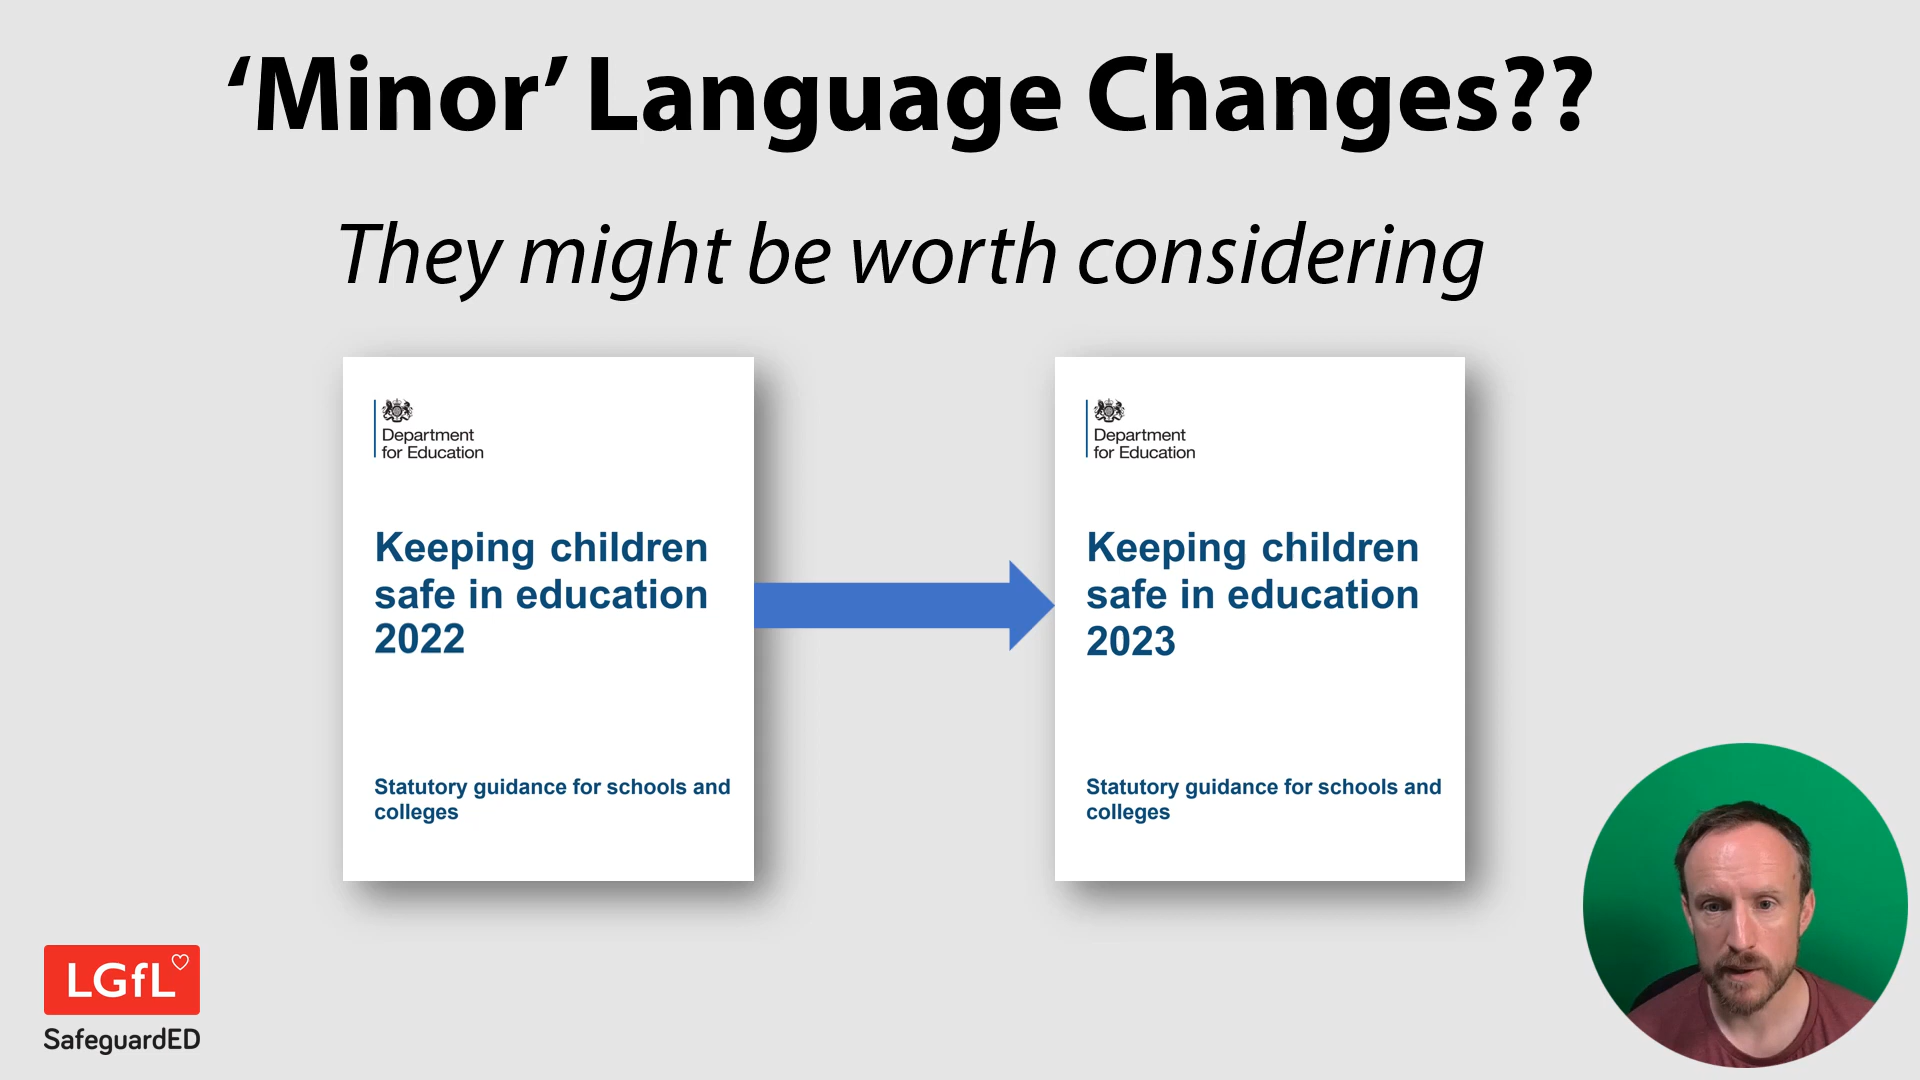 ‘Minor’ Language Changes??
They might be worth considering
Department
for Education
Keeping children
safe in education
2022
Statutory guidance for schools and
colleges
Department
for Education
Keeping children
safe in education
2023
Statutory guidance for schools and
colleges
LGfL
SafeguardED